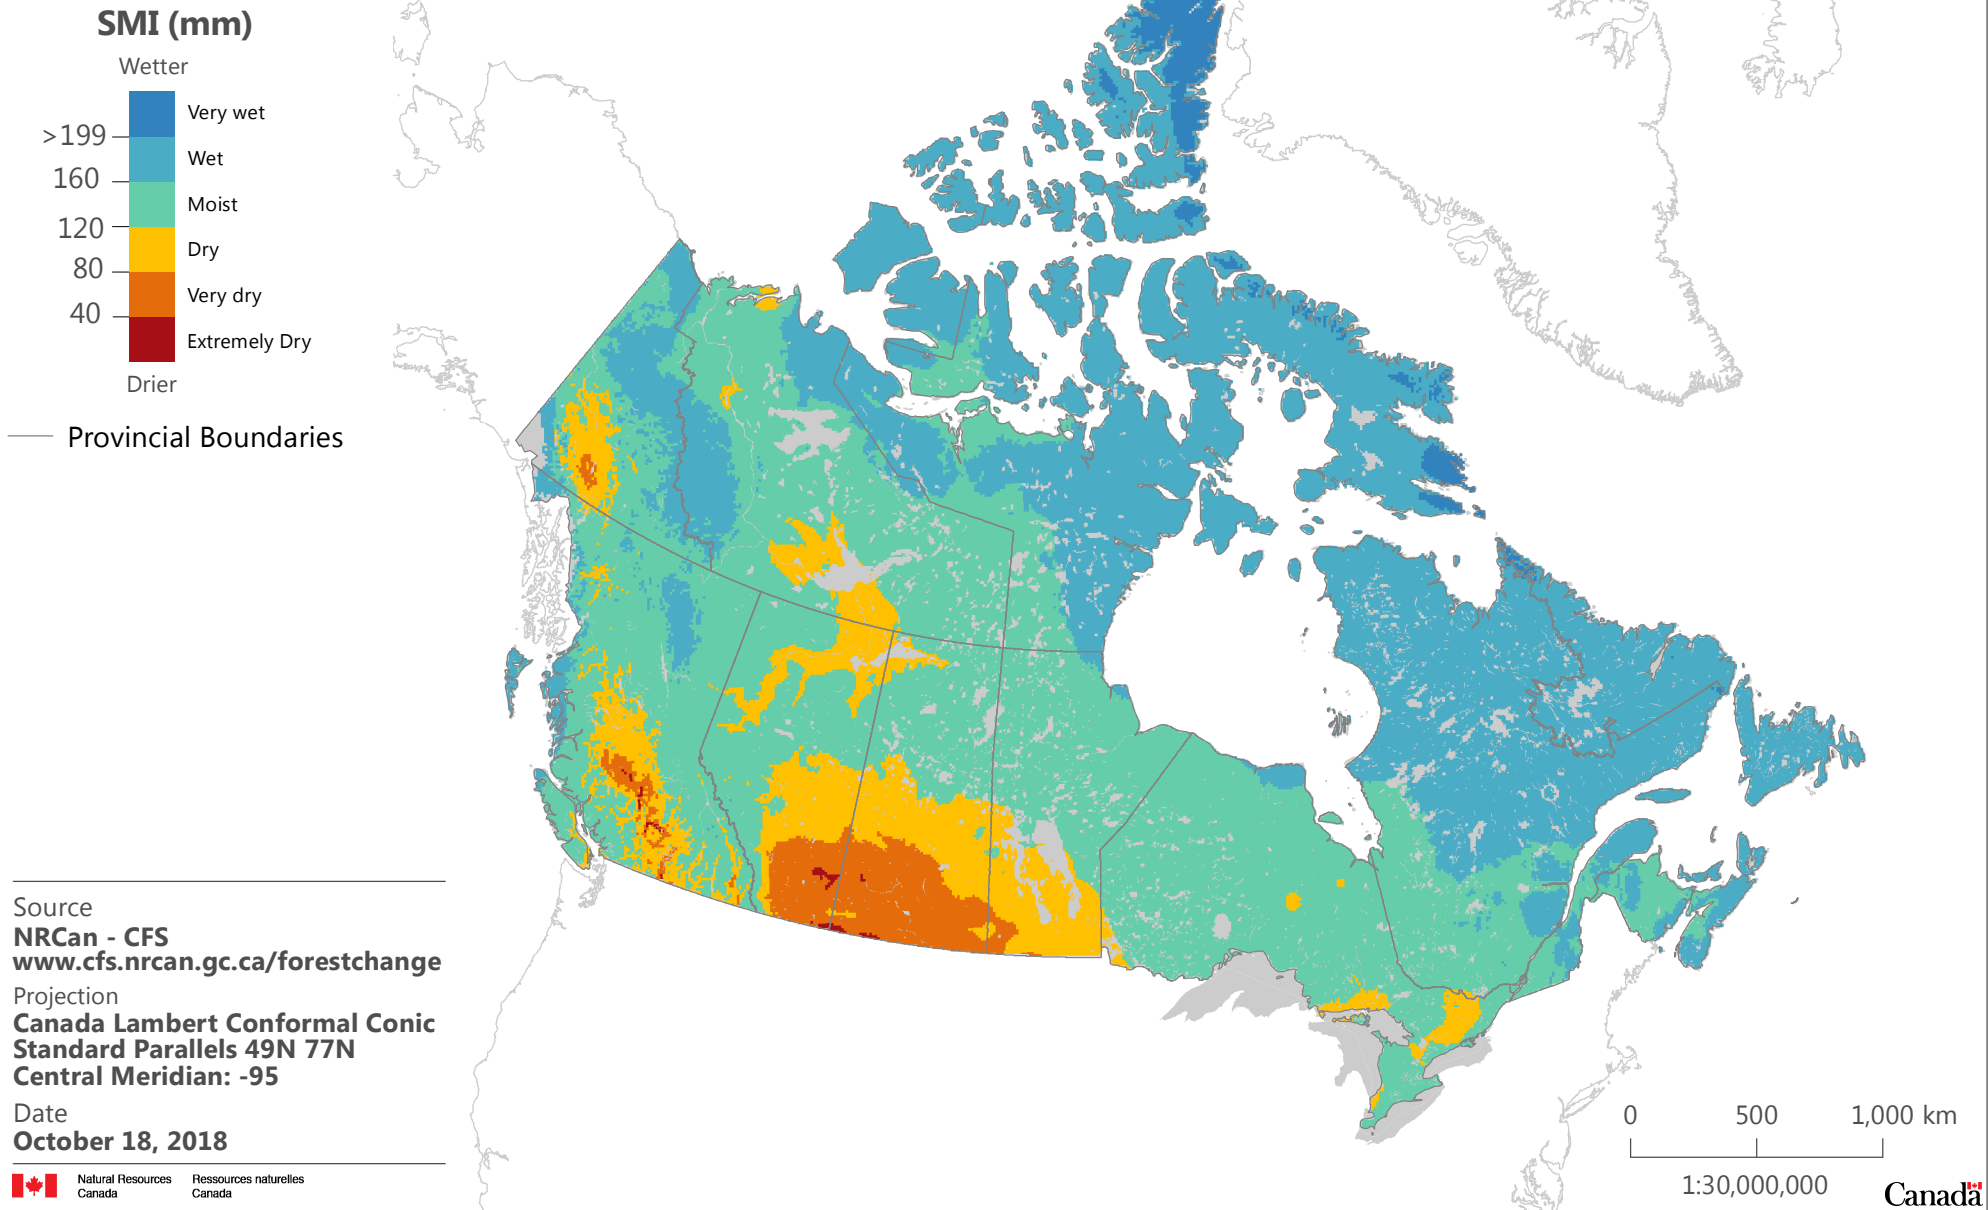 SMI (mm)
Wetter
Very wet
>199
Wet
160
Moist
120
Dry
80
Very dry
40
Extremely Dry
Drier
Provincial Boundaries
Source
NRCan - CFS
www.cfs.nrcan.gc.ca/forestchange
Projection
Canada Lambert Conformal Conic
Standard Parallels 49N 77N
Central Meridian: -95
Date
October 18, 2018
Natural Resources Canada
Ressources naturelles Canada
0 500 1,000 km
1:30,000,000
Canada